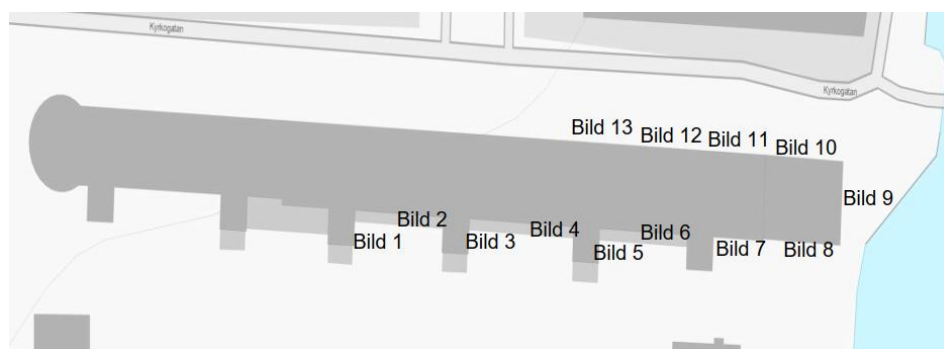 Kyrkogatan
Kyrkogatan
Bild 13
Bild 12
Bild 11
Bild 10
Bild 9
Bild 2
Bild 1
Bild 3
Bild 4
Bild 5
Bild 6
Bild 7
Bild 8